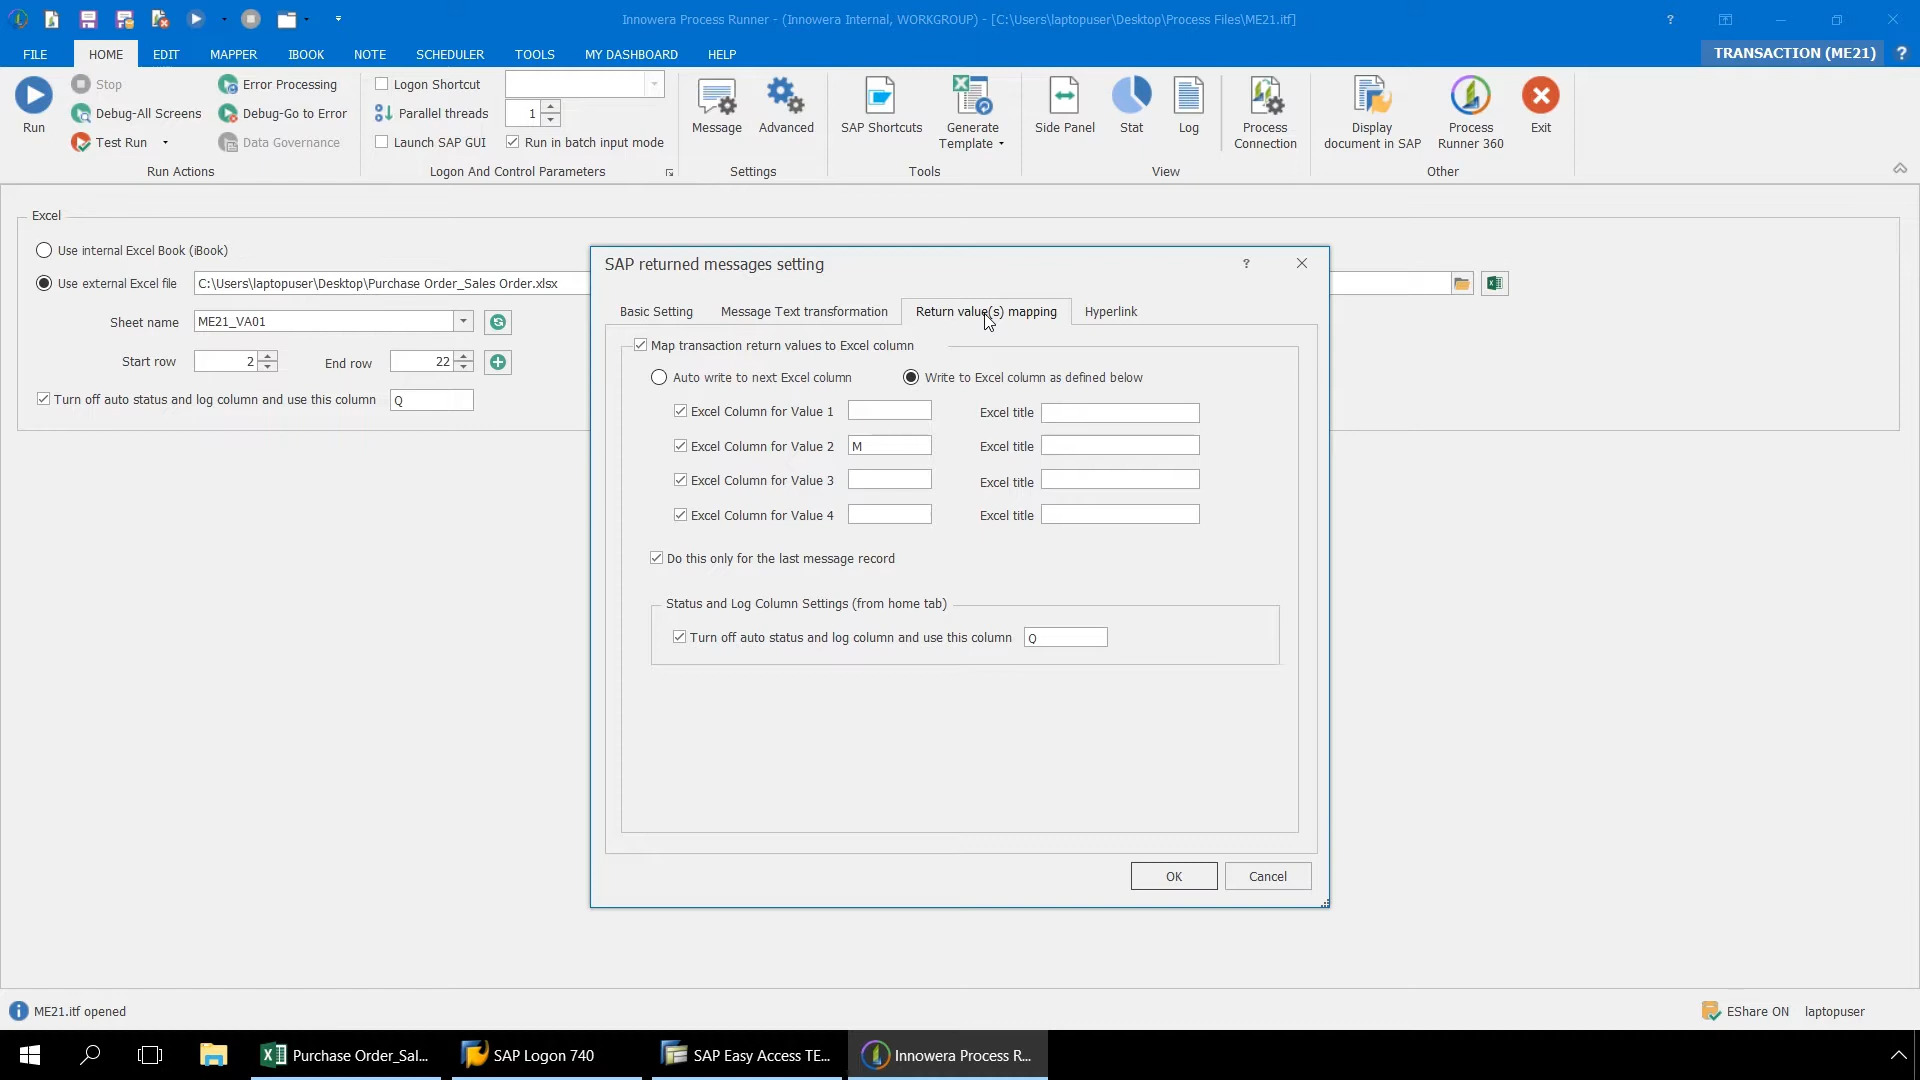 Innowera Process Runner - (Innowera Internal, WORKGROUP) - [C:\Users\laptopuser\Desktop\Process Files\ME21.itf]
FILE HOME EDIT MAPPER IBOOK NOTE SCHEDULER TOOLS MY DASHBOARD HELP TRANSACTION (ME21)
Stop Error Processing Logon Shortcut
Debug-All Screens Debug-Go to Error Parallel threads 1
Run Message Advanced SAP Shortcuts Generate Template Side Panel Stat Log Process Connection Display document in SAP Process Runner 360 Exit
Test Run Data Governance Launch SAP GUI Run in batch input mode
Run Actions Logon And Control Parameters Settings Tools View Other
Excel
Use internal Excel Book (iBook)
Use external Excel file C:\Users\laptopuser\Desktop\Purchase Order_Sales Order.xlsx
Sheet name ME21_VA01
Start row 2 End row 22
Turn off auto status and log column and use this column Q
SAP returned messages setting
Basic Setting Message Text transformation Return value(s) mapping Hyperlink
Map transaction return values to Excel column
Auto write to next Excel column Write to Excel column as defined below
Excel Column for Value 1 Excel title
Excel Column for Value 2 M Excel title
Excel Column for Value 3 Excel title
Excel Column for Value 4 Excel title
Do this only for the last message record
Status and Log Column Settings (from home tab)
Turn off auto status and log column and use this column Q
OK Cancel
ME21.itf opened EShare ON laptopuser
Purchase Order_Sal... SAP Logon 740 SAP Easy Access TE... Innowera Process R...